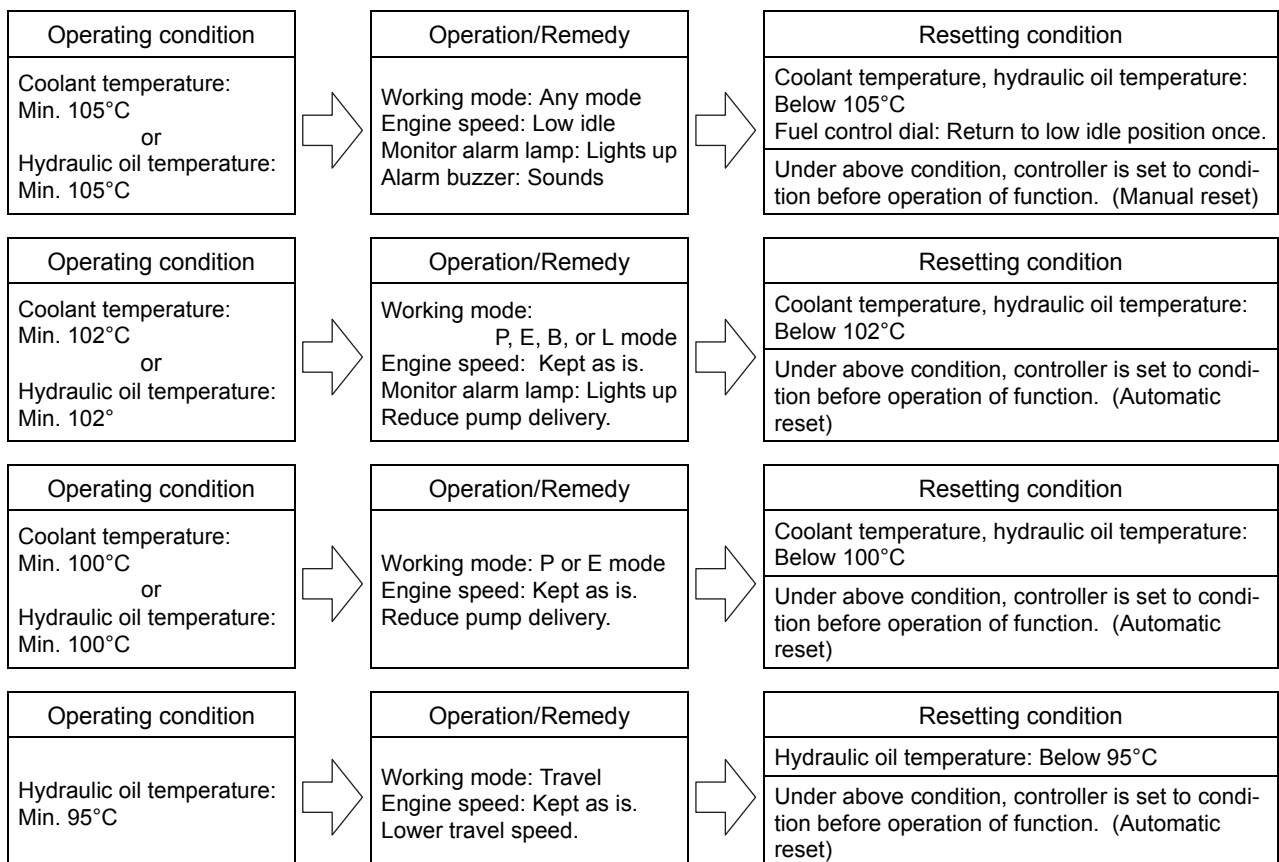 Operating condition
Coolant temperature:
Min. 105°C
or
Hydraulic oil temperature:
Min. 105°C
Operation/Remedy
Working mode: Any mode
Engine speed: Low idle
Monitor alarm lamp: Lights up
Alarm buzzer: Sounds
Resetting condition
Coolant temperature, hydraulic oil temperature:
Below 105°C
Fuel control dial: Return to low idle position once.
Under above condition, controller is set to condi-
tion before operation of function. (Manual reset)
Operating condition
Coolant temperature:
Min. 102°C
or
Hydraulic oil temperature:
Min. 102°
Operation/Remedy
Working mode:
P, E, B, or L mode
Engine speed: Kept as is.
Monitor alarm lamp: Lights up
Reduce pump delivery.
Resetting condition
Coolant temperature, hydraulic oil temperature:
Below 102°C
Under above condition, controller is set to condi-
tion before operation of function. (Automatic
reset)
Operating condition
Coolant temperature:
Min. 100°C
or
Hydraulic oil temperature:
Min. 100°C
Operation/Remedy
Working mode: P or E mode
Engine speed: Kept as is.
Reduce pump delivery.
Resetting condition
Coolant temperature, hydraulic oil temperature:
Below 100°C
Under above condition, controller is set to condi-
tion before operation of function. (Automatic
reset)
Operating condition
Hydraulic oil temperature:
Min. 95°C
Operation/Remedy
Working mode: Travel
Engine speed: Kept as is.
Lower travel speed.
Resetting condition
Hydraulic oil temperature: Below 95°C
Under above condition, controller is set to condi-
tion before operation of function. (Automatic
reset)